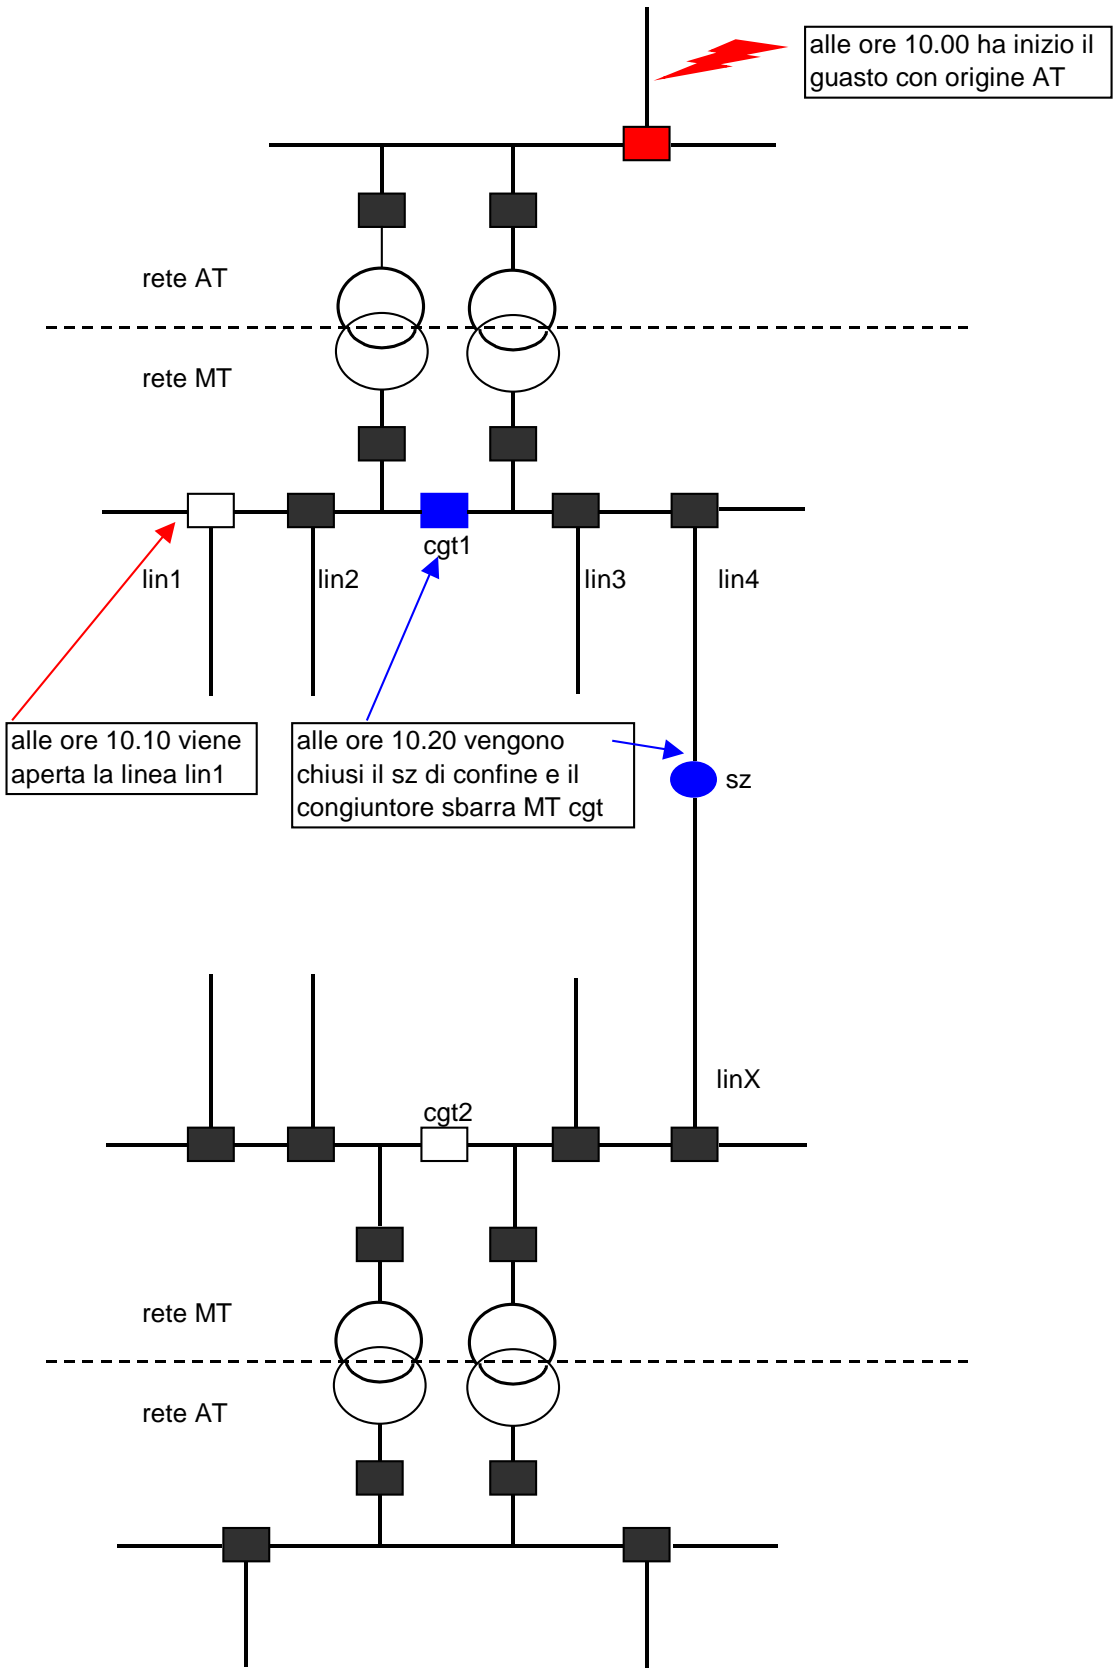 alle ore 10.00 ha inizio il
guasto con origine AT
rete AT
rete MT
cgt1
lin1
lin2
lin3
lin4
alle ore 10.10 viene
aperta la linea lin1
alle ore 10.20 vengono
chiusi il sz di confine e il
congiuntore sbarra MT cgt
sz
linX
cgt2
rete MT
rete AT